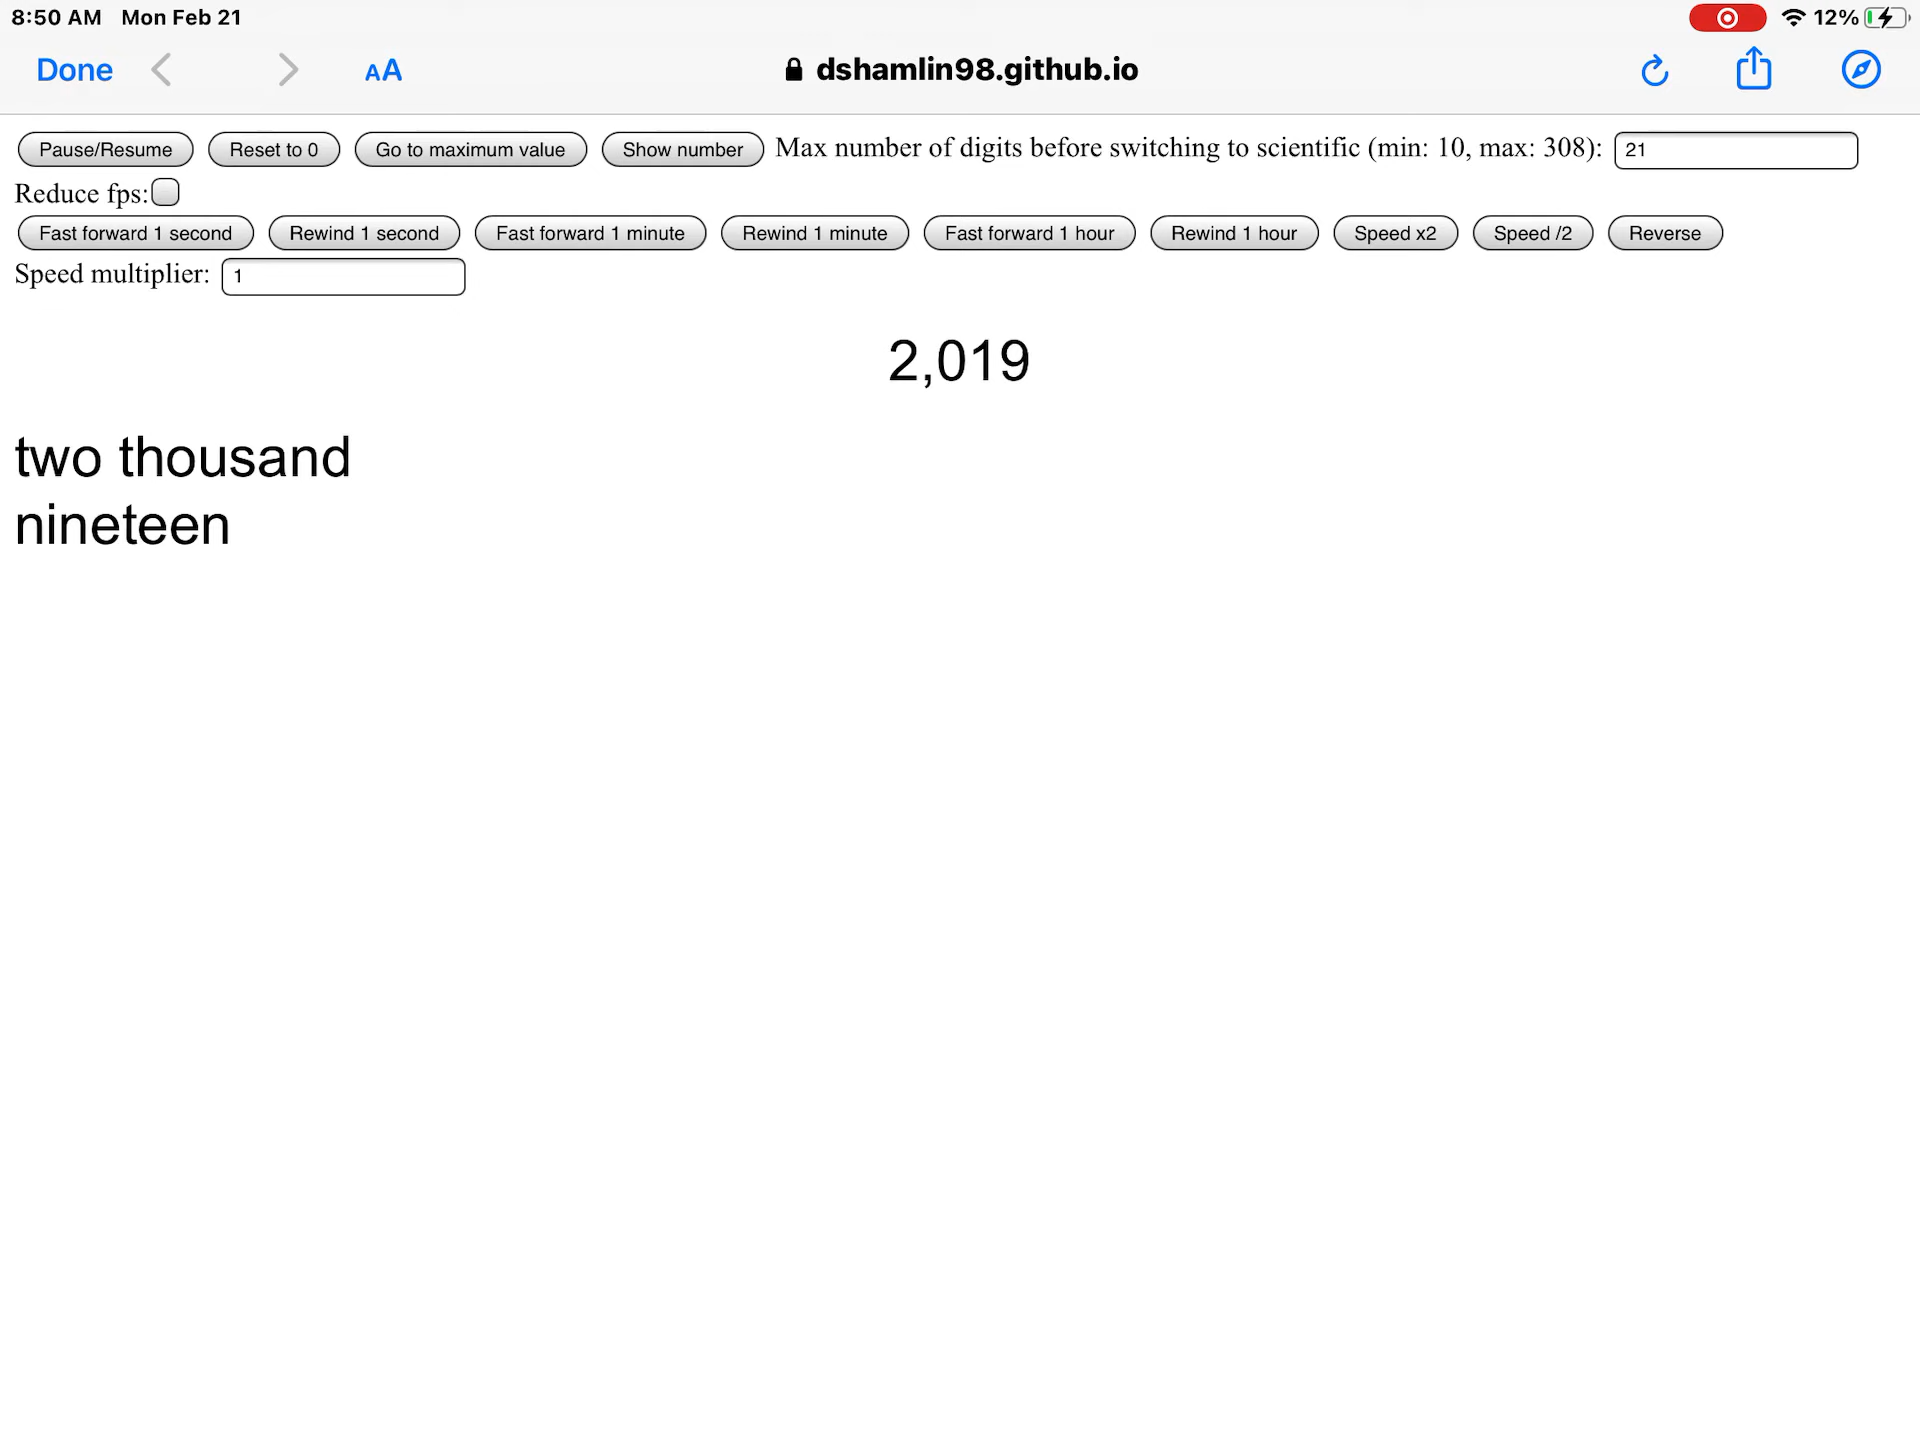 8:50 AM Mon Feb 21 12%
Done AA dshamlin98.github.io
Pause/Resume Reset to 0 Go to maximum value Show number Max number of digits before switching to scientific (min: 10, max: 308): 21
Reduce fps:
Fast forward 1 second Rewind 1 second Fast forward 1 minute Rewind 1 minute Fast forward 1 hour Rewind 1 hour Speed x2 Speed /2 Reverse
Speed multiplier: 1
2,019
two thousand
nineteen